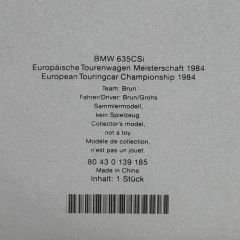 BMW 635CSi
Europäische Tourenwagen Meisterschaft 1984
European Touringcar Championship 1984
Team: Brun
Fahrer/Driver: Brun/Grohs
Sammlermodell,
kein Spielzeug
Collector's model,
not a toy.
Modèle de collection,
n'est pas un jouet.
80 43 0 139 185
Made in China
Inhalt: 1 Stück